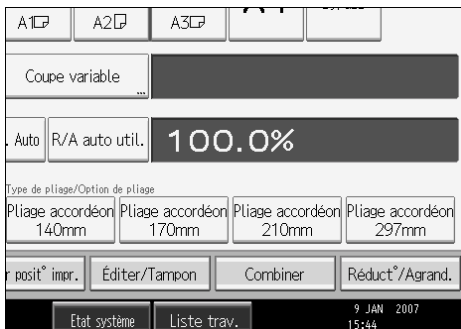 A1 A2 A3
Coupe variable
...
. Auto R/A auto util. 100.0%
Type de pliage/Option de pliage
Pliage accordéon Pliage accordéon Pliage accordéon Pliage accordéon
140mm 170mm 210mm 297mm
r posit° impr. Éditer/Tampon Combiner Réduct°/Agrand.
Etat système Liste trav. 9 JAN 2007
15:44